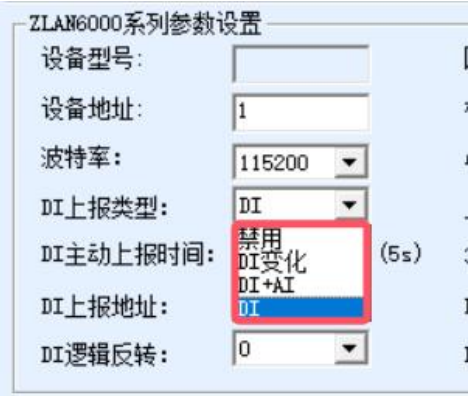 ZLAN6000系列参数设置
设备型号:
设备地址: 1
波特率: 115200
DI上报类型: DI
禁用
DI变化
DI主动上报时间: (5s)
DI+AI
DI
DI上报地址:
DI逻辑反转: 0